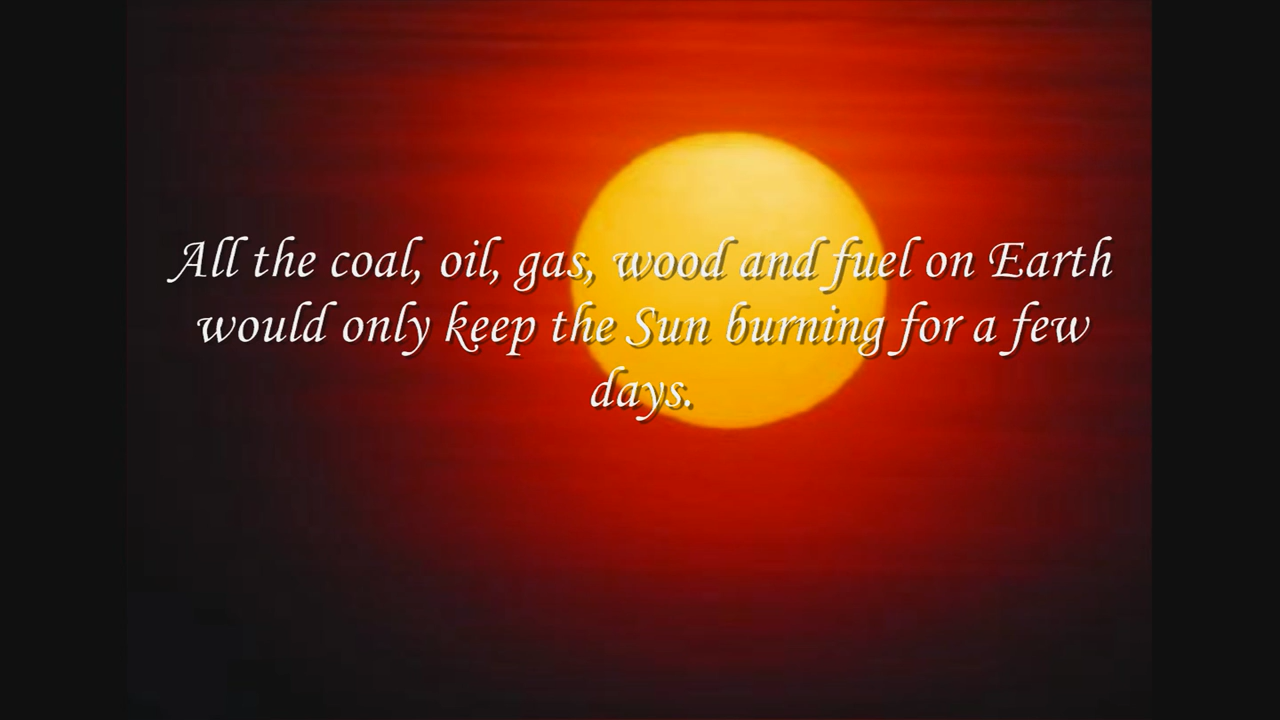 All the coal, oil, gas, wood and fuel on Earth
would only keep the Sun burning for a few
days.